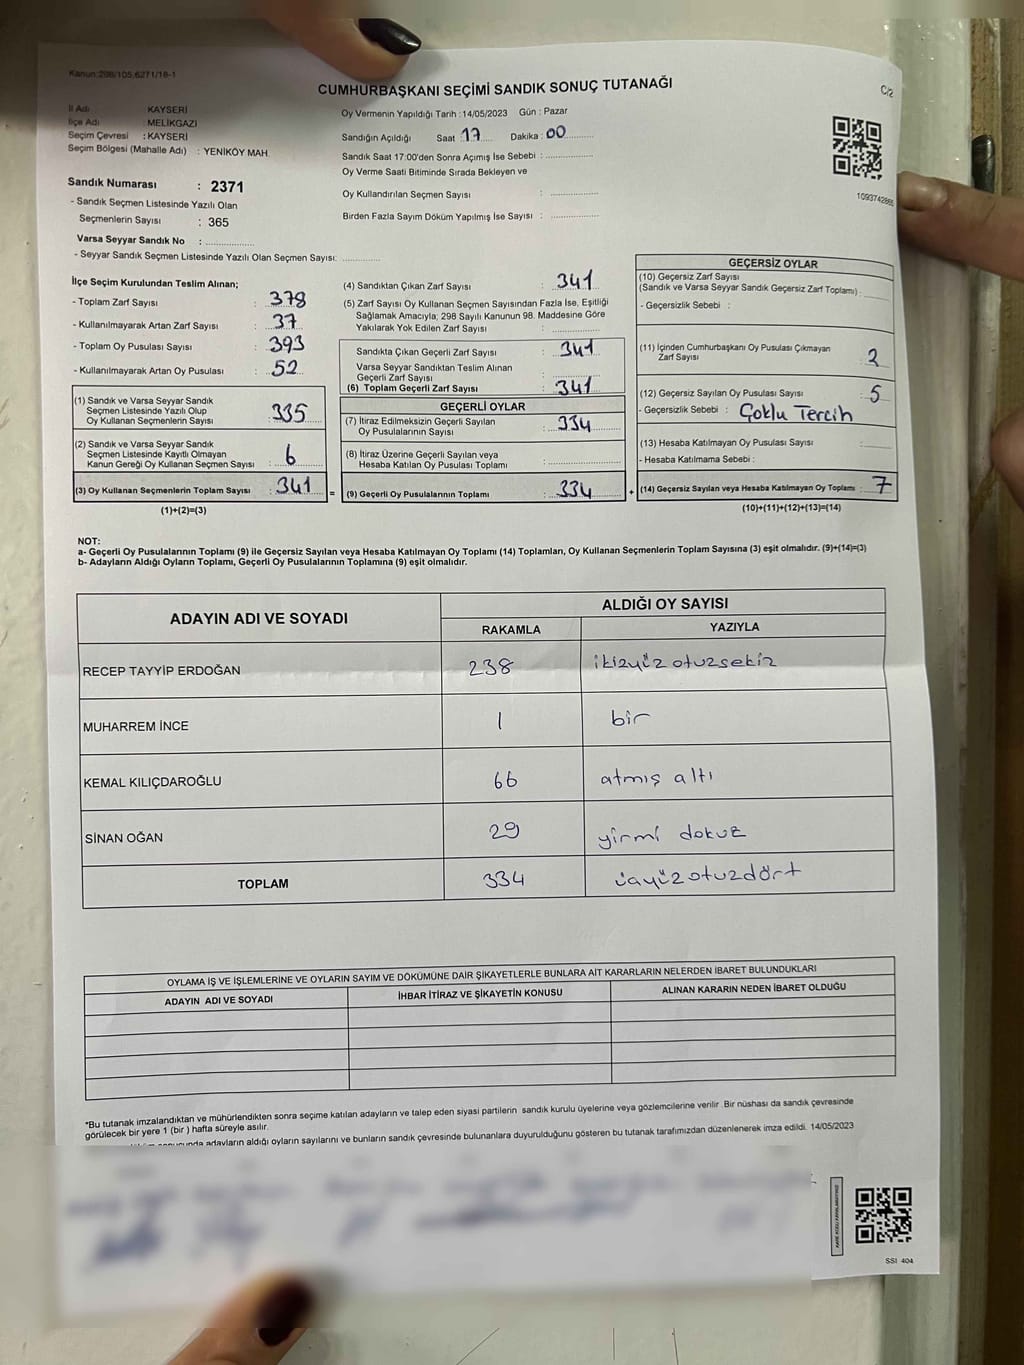 Kanun:298/105,6271/18-1
CUMHURBAŞKANI SEÇİMİ SANDIK SONUÇ TUTANAĞI
C/2
İl Adı KAYSERİ
İlçe Adı : MELİKGAZİ
Seçim Çevresi : KAYSERİ
Seçim Bölgesi (Mahalle Adı) : YENİKÖY MAH.
Oy Vermenin Yapıldığı Tarih :14/05/2023 Gün : Pazar
Sandığın Açıldığı Saat : 17 Dakika : 00
Sandık Saat 17:00'den Sonra Açımış İse Sebebi :
Oy Verme Saati Bitiminde Sırada Bekleyen ve
Oy Kullandırılan Seçmen Sayısı :
Birden Fazla Sayım Döküm Yapılmış İse Sayısı :
Sandık Numarası : 2371
- Sandık Seçmen Listesinde Yazılı Olan
Seçmenlerin Sayısı : 365
Varsa Seyyar Sandık No :
- Seyyar Sandık Seçmen Listesinde Yazılı Olan Seçmen Sayısı:
İlçe Seçim Kurulundan Teslim Alınan;
- Toplam Zarf Sayısı : 378
- Kullanılmayarak Artan Zarf Sayısı : 37
- Toplam Oy Pusulası Sayısı : 393
- Kullanılmayarak Artan Oy Pusulası : 52
(1) Sandık ve Varsa Seyyar Sandık
Seçmen Listesinde Yazılı Olup
Oy Kullanan Seçmenlerin Sayısı : 335
(2) Sandık ve Varsa Seyyar Sandık
Seçmen Listesinde Kayıtlı Olmayan
Kanun Gereği Oy Kullanan Seçmen Sayısı : 6
(3) Oy Kullanan Seçmenlerin Toplam Sayısı : 341
(1)+(2)=(3)
(4) Sandıktan Çıkan Zarf Sayısı : 341
(5) Zarf Sayısı Oy Kullanan Seçmen Sayısından Fazla İse, Eşitliği
Sağlamak Amacıyla; 298 Sayılı Kanunun 98. Maddesine Göre
Yakılarak Yok Edilen Zarf Sayısı :
Sandıkta Çıkan Geçerli Zarf Sayısı : 341
Varsa Seyyar Sandıktan Teslim Alınan
Geçerli Zarf Sayısı :
(6) Toplam Geçerli Zarf Sayısı : 341
GEÇERLİ OYLAR
(7) İtiraz Edilmeksizin Geçerli Sayılan
Oy Pusulalarının Sayısı : 334
(8) İtiraz Üzerine Geçerli Sayılan veya
Hesaba Katılan Oy Pusulası Toplamı :
= (9) Geçerli Oy Pusulalarının Toplamı : 334 +
1093742865
GEÇERSİZ OYLAR
(10) Geçersiz Zarf Sayısı
(Sandık ve Varsa Seyyar Sandık Geçersiz Zarf Toplamı) :
- Geçersizlik Sebebi :
(11) İçinden Cumhurbaşkanı Oy Pusulası Çıkmayan
Zarf Sayısı : 2
(12) Geçersiz Sayılan Oy Pusulası Sayısı : 5
- Geçersizlik Sebebi : Çoklu Tercih
(13) Hesaba Katılmayan Oy Pusulası Sayısı :
- Hesaba Katılmama Sebebi :
(14) Geçersiz Sayılan veya Hesaba Katılmayan Oy Toplamı : 7
(10)+(11)+(12)+(13)=(14)
NOT:
a- Geçerli Oy Pusulalarının Toplamı (9) ile Geçersiz Sayılan veya Hesaba Katılmayan Oy Toplamı (14) Toplamları, Oy Kullanan Seçmenlerin Toplam Sayısına (3) eşit olmalıdır. (9)+(14)=(3)
b- Adayların Aldığı Oyların Toplamı, Geçerli Oy Pusulalarının Toplamına (9) eşit olmalıdır.
ADAYIN ADI VE SOYADI ALDIĞI OY SAYISI
RAKAMLA YAZIYLA
RECEP TAYYİP ERDOĞAN 238 ikiyüz otuzsekiz
MUHARREM İNCE 1 bir
KEMAL KILIÇDAROĞLU 66 atmış altı
SİNAN OĞAN 29 yirmi dokuz
TOPLAM 334 üçyüz otuzdört
OYLAMA İŞ VE İŞLEMLERİNE VE OYLARIN SAYIM VE DÖKÜMÜNE DAİR ŞİKAYETLERLE BUNLARA AİT KARARLARIN NELERDEN İBARET BULUNDUKLARI
ADAYIN ADI VE SOYADI İHBAR İTİRAZ VE ŞİKAYETİN KONUSU ALINAN KARARIN NEDEN İBARET OLDUĞU
*Bu tutanak imzalandıktan ve mühürlendikten sonra seçime katılan adayların ve talep eden siyasi partilerin sandık kurulu üyelerine veya gözlemcilerine verilir .Bir nüshası da sandık çevresinde
görülecek bir yere 1 (bir ) hafta süreyle asılır.
adayların aldığı oyların sayılarını ve bunların sandık çevresinde bulunanlara duyurulduğunu gösteren bu tutanak tarafımızdan düzenlenerek imza edildi. 14/05/2023
SSI 404